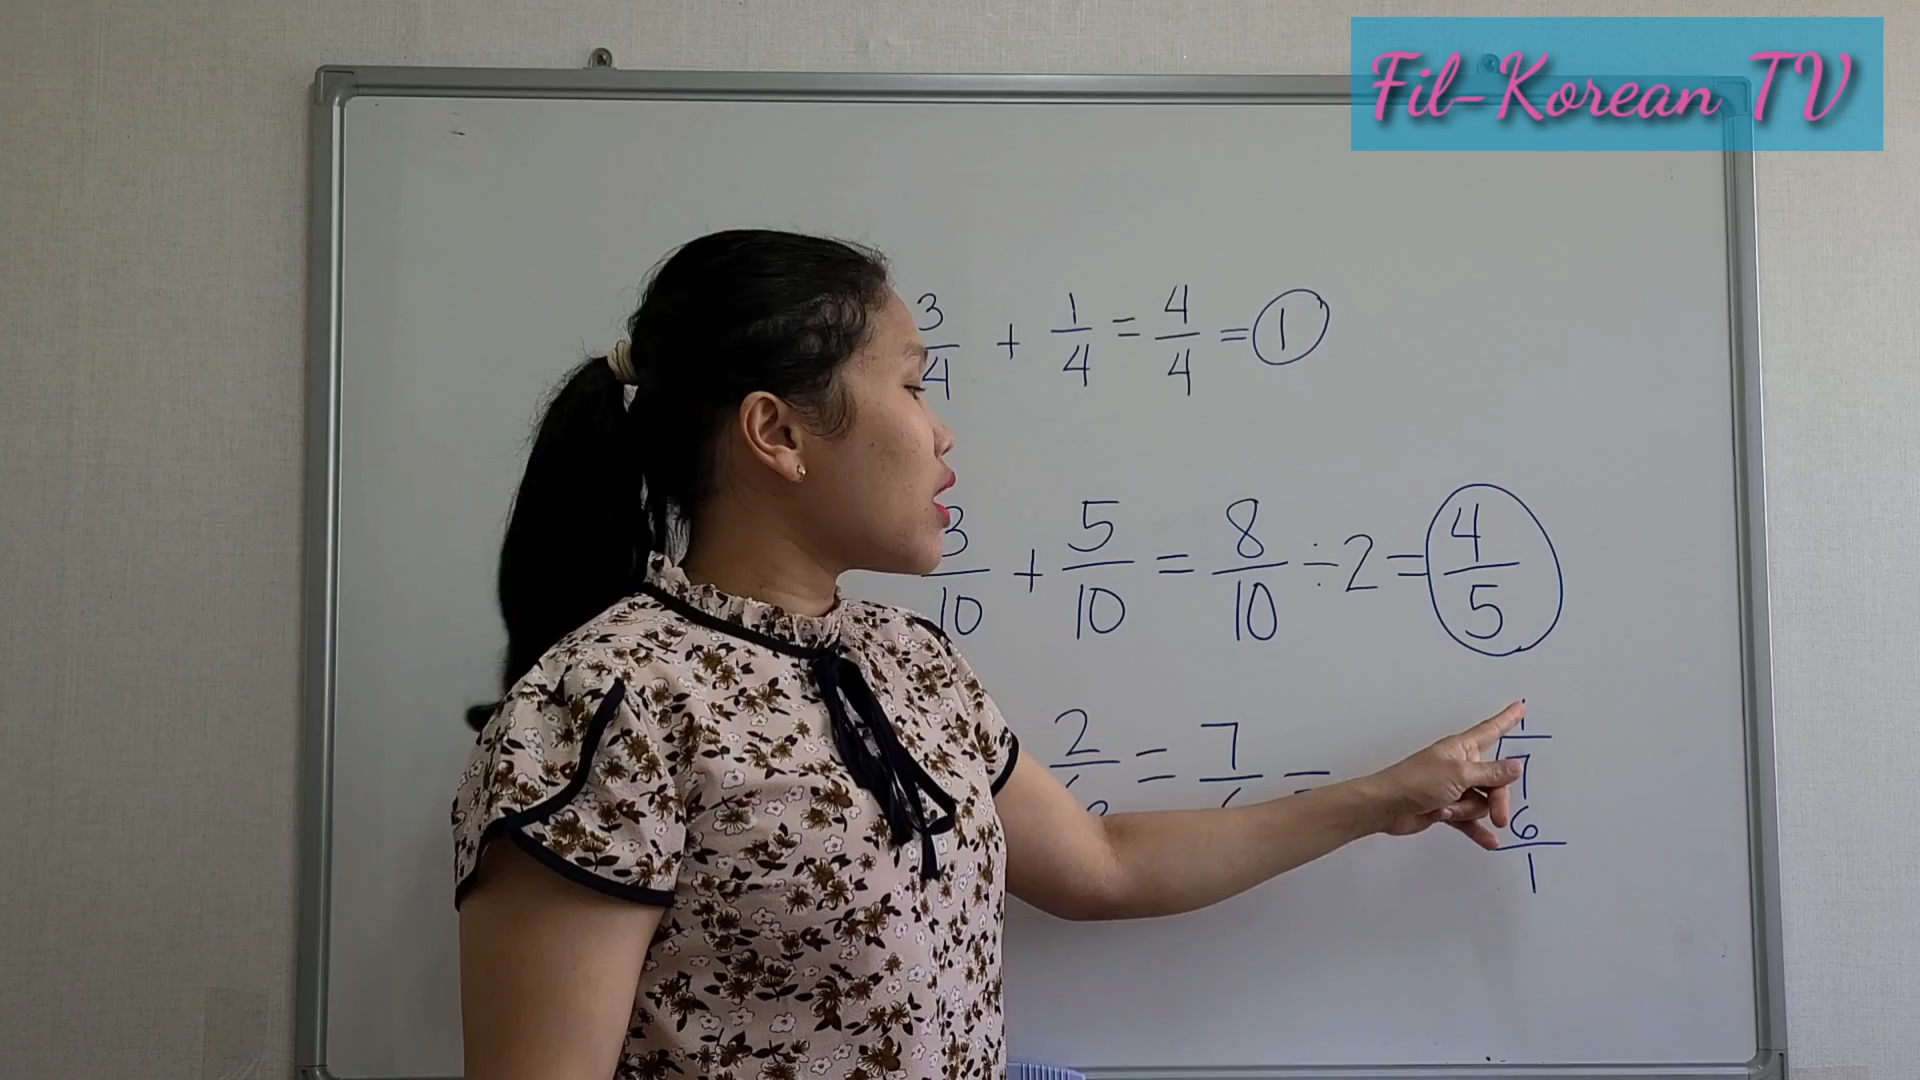 Fil-Korean TV
3/4 + 1/4 = 4/4 = 1
3/10 + 5/10 = 8/10 ÷ 2 = 4/5
2/6 = 7/6 =
1
7
6
1